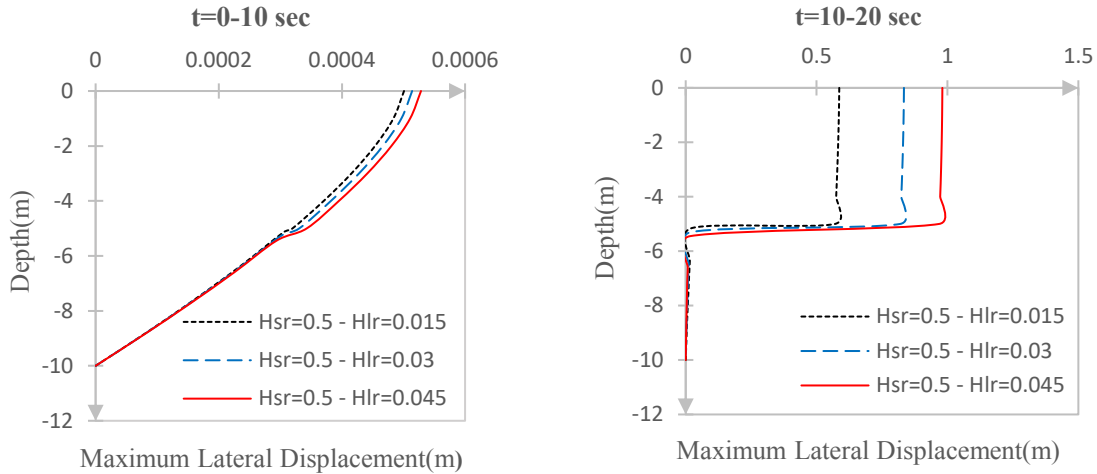 t=0-10 sec
0 0.0002 0.0004 0.0006
0
-2
-4
-6
-8
-10
-12
Depth(m)
Hsr=0.5 - Hlr=0.015
Hsr=0.5 - Hlr=0.03
Hsr=0.5 - Hlr=0.045
Maximum Lateral Displacement(m)
t=10-20 sec
0 0.5 1 1.5
0
-2
-4
-6
-8
-10
-12
Depth(m)
Hsr=0.5 - Hlr=0.015
Hsr=0.5 - Hlr=0.03
Hsr=0.5 - Hlr=0.045
Maximum Lateral Displacement(m)